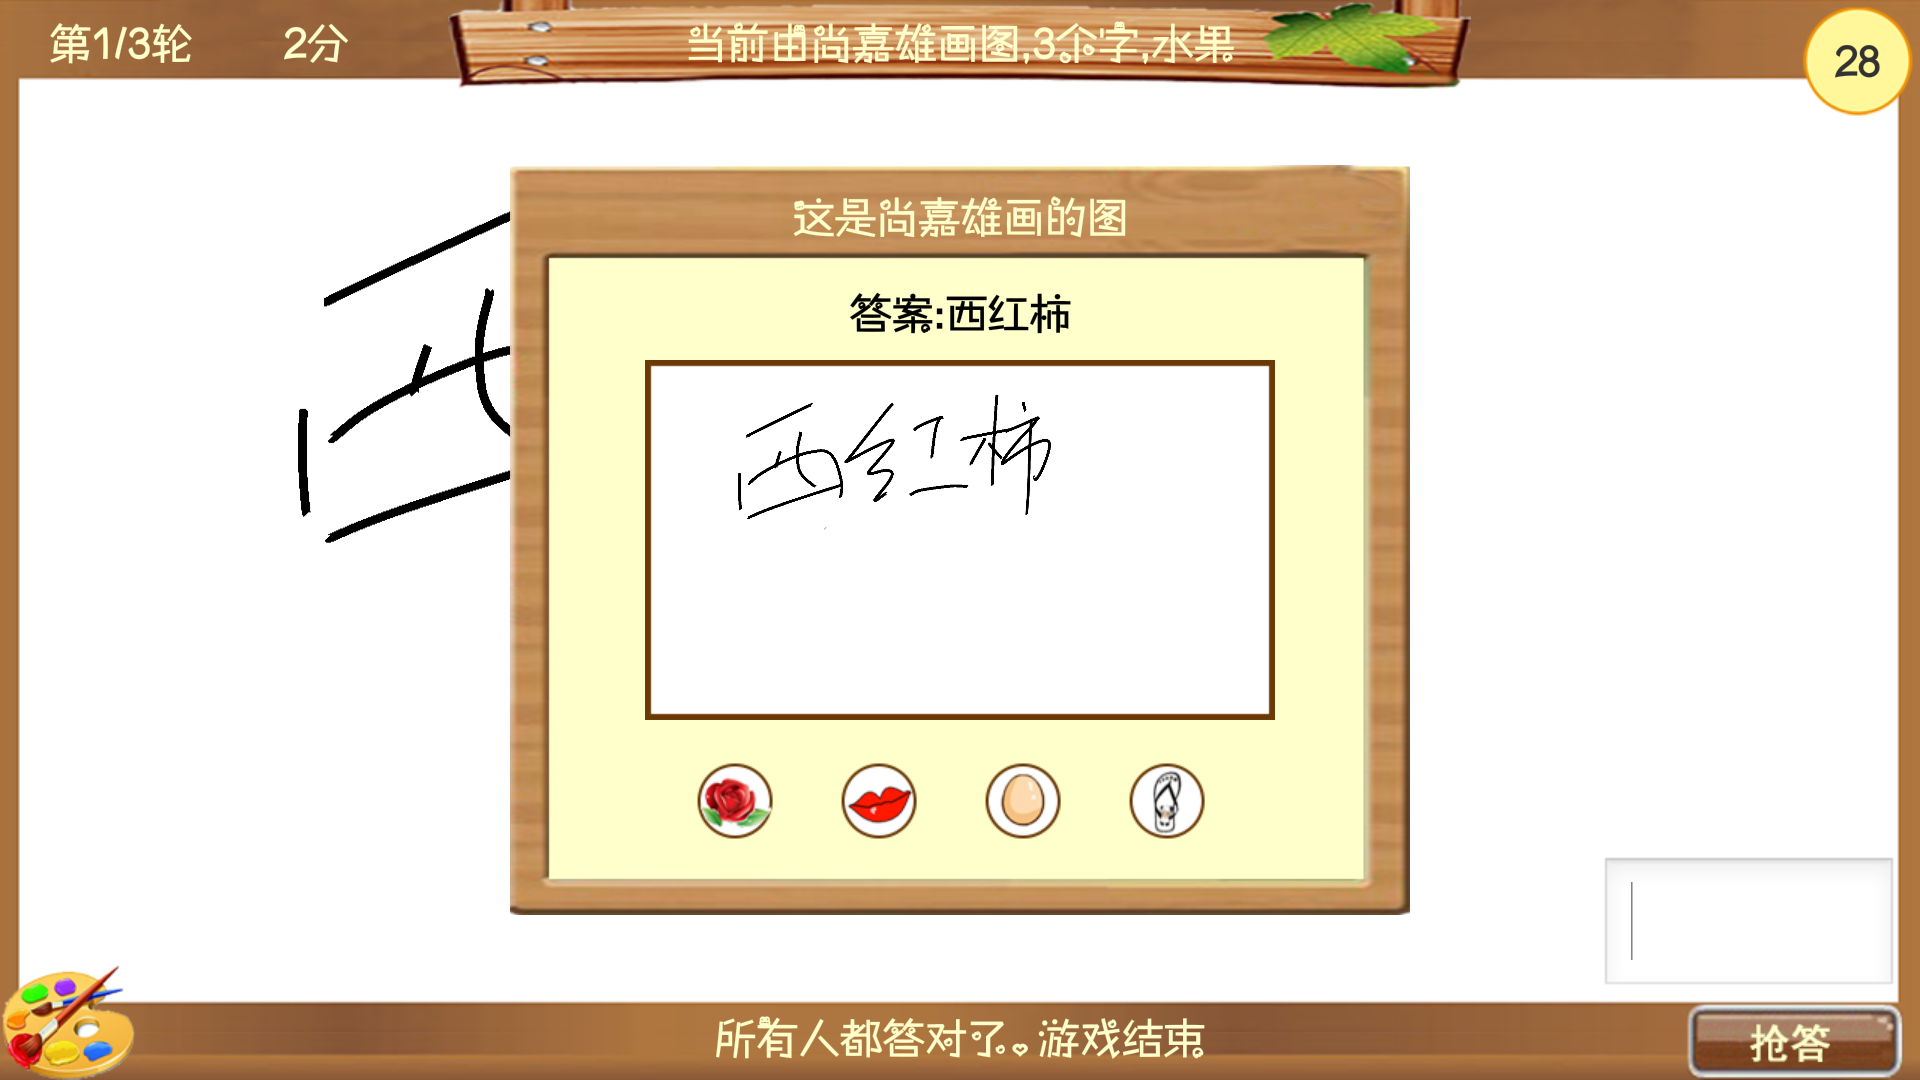 第1/3轮
2分
当前由尚嘉雄画图,3个字,水果
28
这是尚嘉雄画的图
答案:西红柿
西红柿
西
所有人都答对了。游戏结束
抢答